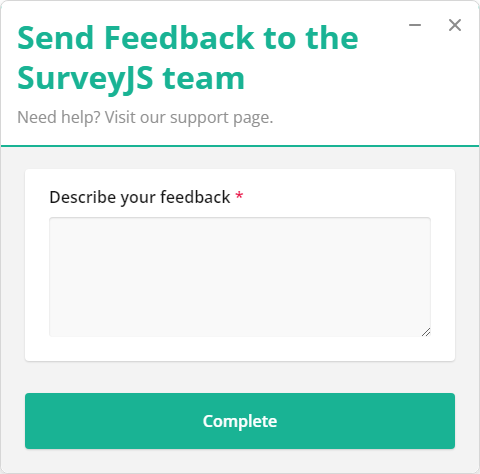 Send Feedback to the
SurveyJS team
Need help? Visit our support page.
Describe your feedback *
Complete